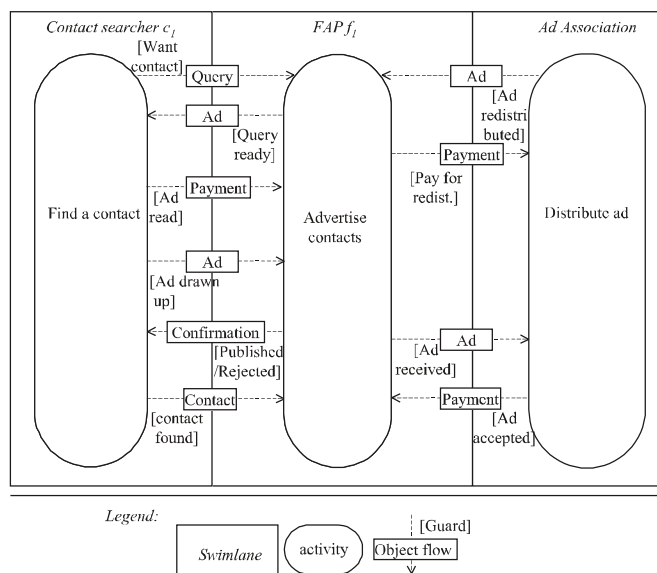 Contact searcher c1
FAP f1
Ad Association
[Want
contact]
Query
Ad
Ad
[Query
ready]
[Ad
redistri
buted]
Payment
[Pay for
redist.]
Payment
[Ad
read]
Find a contact
Advertise
contacts
Distribute ad
Ad
[Ad drawn
up]
Confirmation
[Published
/Rejected]
Ad
[Ad
received]
Contact
[contact
found]
Payment
[Ad
accepted]
Legend:
Swimlane
activity
[Guard]
Object flow